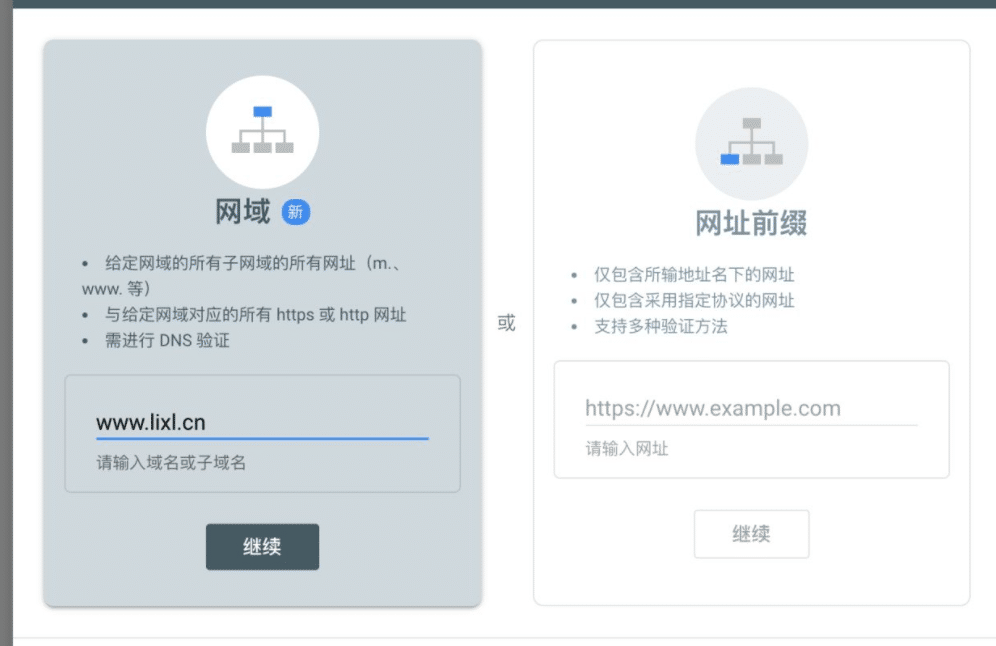 网域 新
• 给定网域的所有子网域的所有网址（m.、
www. 等）
• 与给定网域对应的所有 https 或 http 网址
• 需进行 DNS 验证
www.lixl.cn
请输入域名或子域名
继续
或
网址前缀
• 仅包含所输地址名下的网址
• 仅包含采用指定协议的网址
• 支持多种验证方法
https://www.example.com
请输入网址
继续